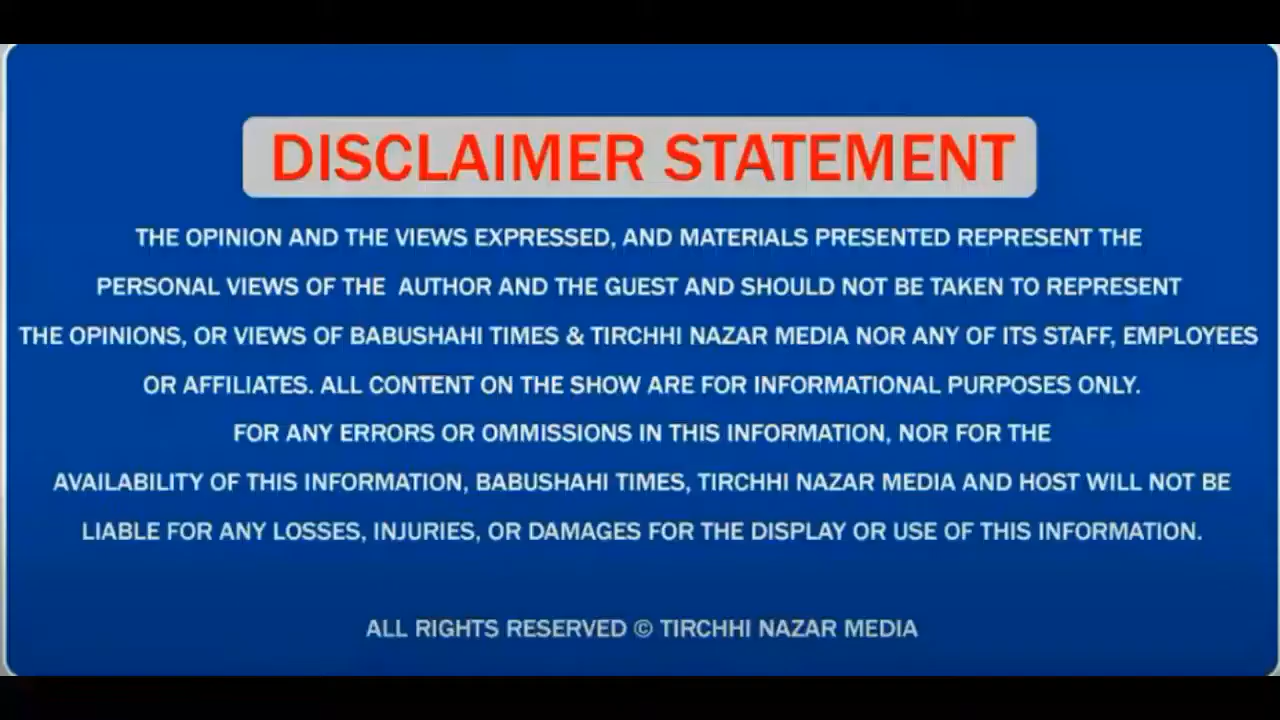 DISCLAIMER STATEMENT
THE OPINION AND THE VIEWS EXPRESSED, AND MATERIALS PRESENTED REPRESENT THE
PERSONAL VIEWS OF THE AUTHOR AND THE GUEST AND SHOULD NOT BE TAKEN TO REPRESENT
THE OPINIONS, OR VIEWS OF BABUSHAHI TIMES & TIRCHHI NAZAR MEDIA NOR ANY OF ITS STAFF, EMPLOYEES
OR AFFILIATES. ALL CONTENT ON THE SHOW ARE FOR INFORMATIONAL PURPOSES ONLY.
FOR ANY ERRORS OR OMMISSIONS IN THIS INFORMATION, NOR FOR THE
AVAILABILITY OF THIS INFORMATION, BABUSHAHI TIMES, TIRCHHI NAZAR MEDIA AND HOST WILL NOT BE
LIABLE FOR ANY LOSSES, INJURIES, OR DAMAGES FOR THE DISPLAY OR USE OF THIS INFORMATION.
ALL RIGHTS RESERVED © TIRCHHI NAZAR MEDIA